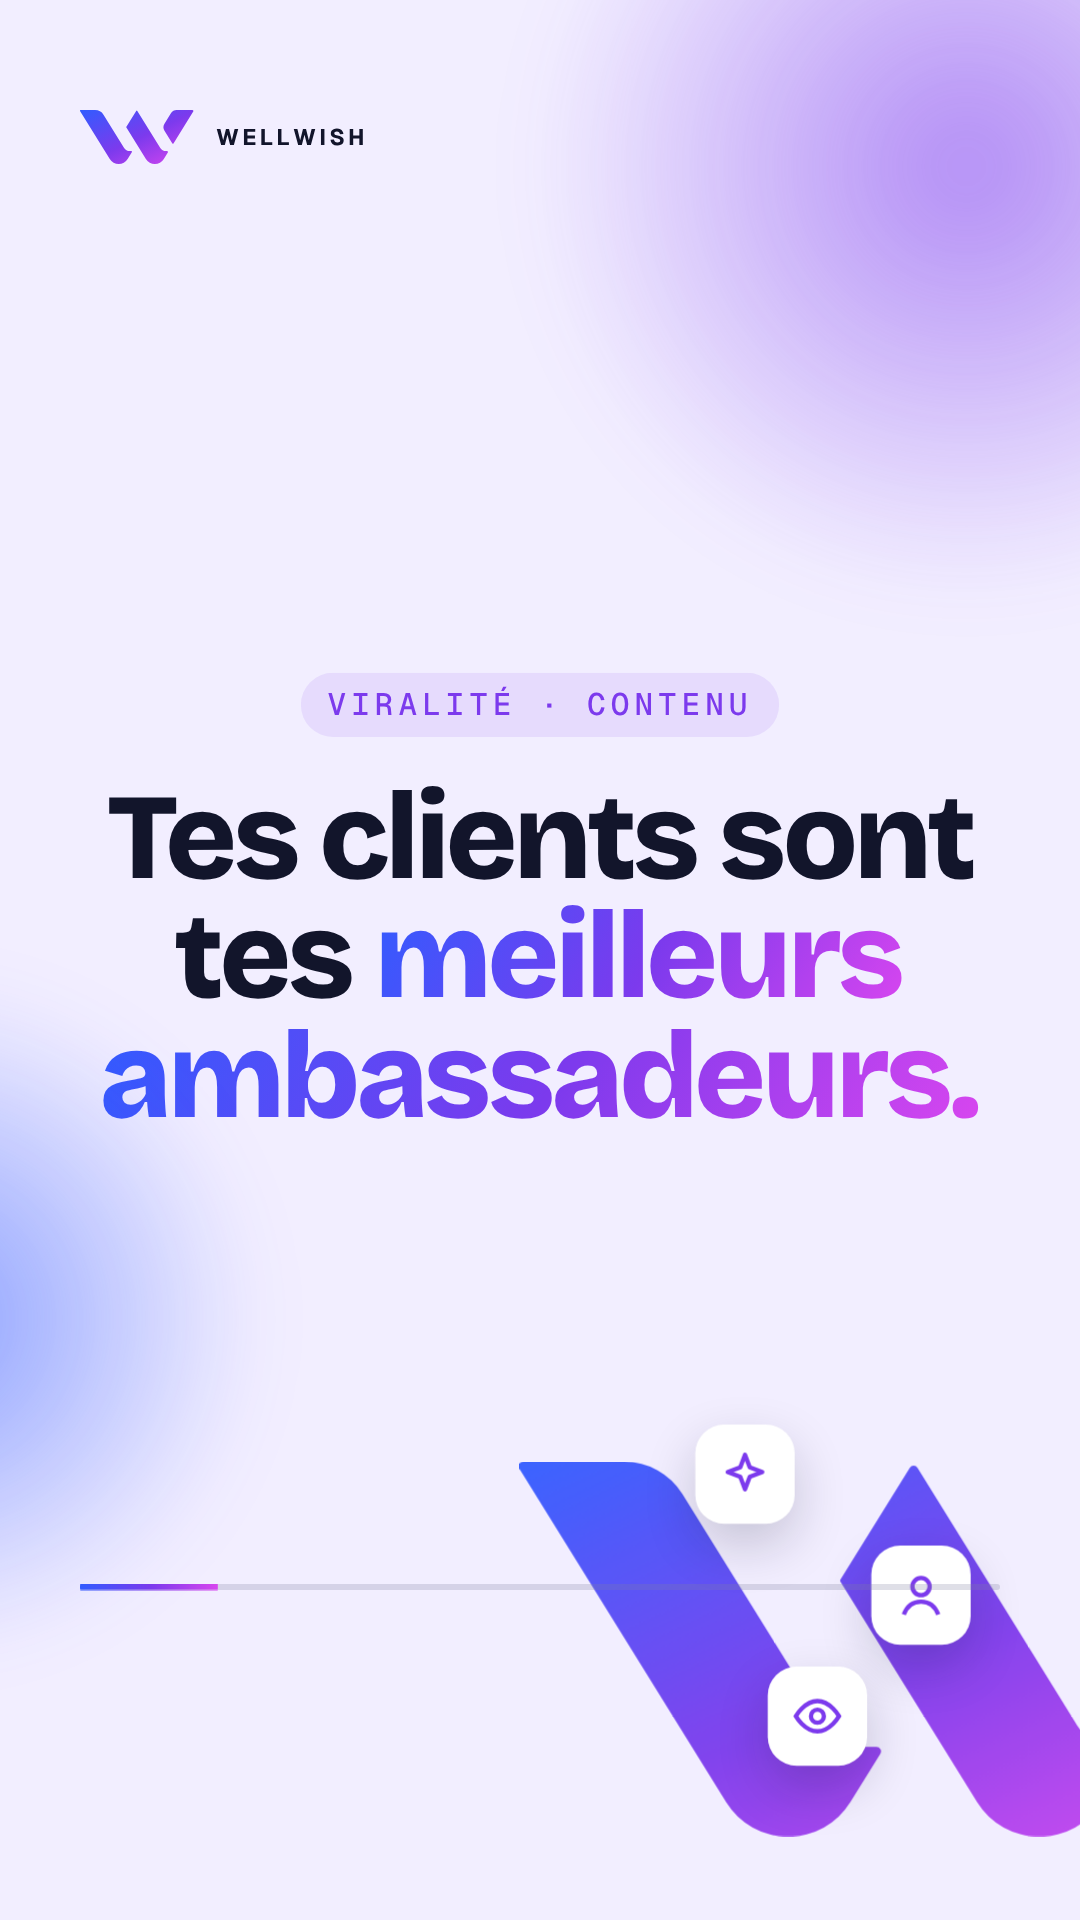 WELLWISH
VIRALITÉ · CONTENU
Tes clients sont
tes meilleurs
ambassadeurs.